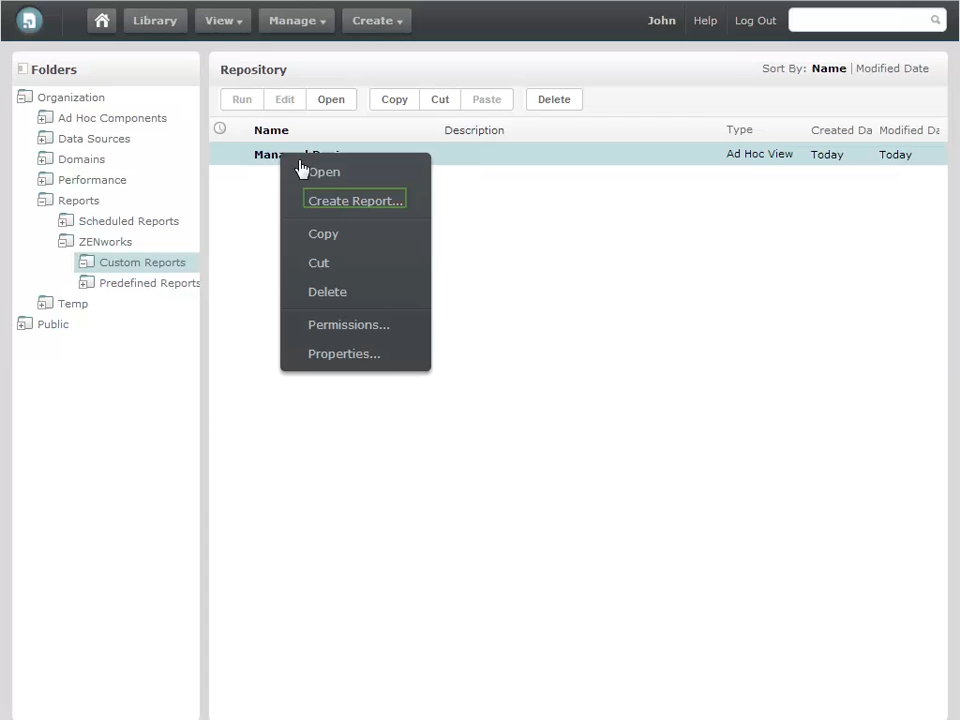 Library View Manage Create John Help Log Out
Folders
Organization
Ad Hoc Components
Data Sources
Domains
Performance
Reports
Scheduled Reports
ZENworks
Custom Reports
Predefined Reports
Temp
Public
Repository Sort By: Name | Modified Date
Run Edit Open Copy Cut Paste Delete
Name Description Type Created Da Modified Da
Ad Hoc View Today Today
Open
Create Report...
Copy
Cut
Delete
Permissions...
Properties...